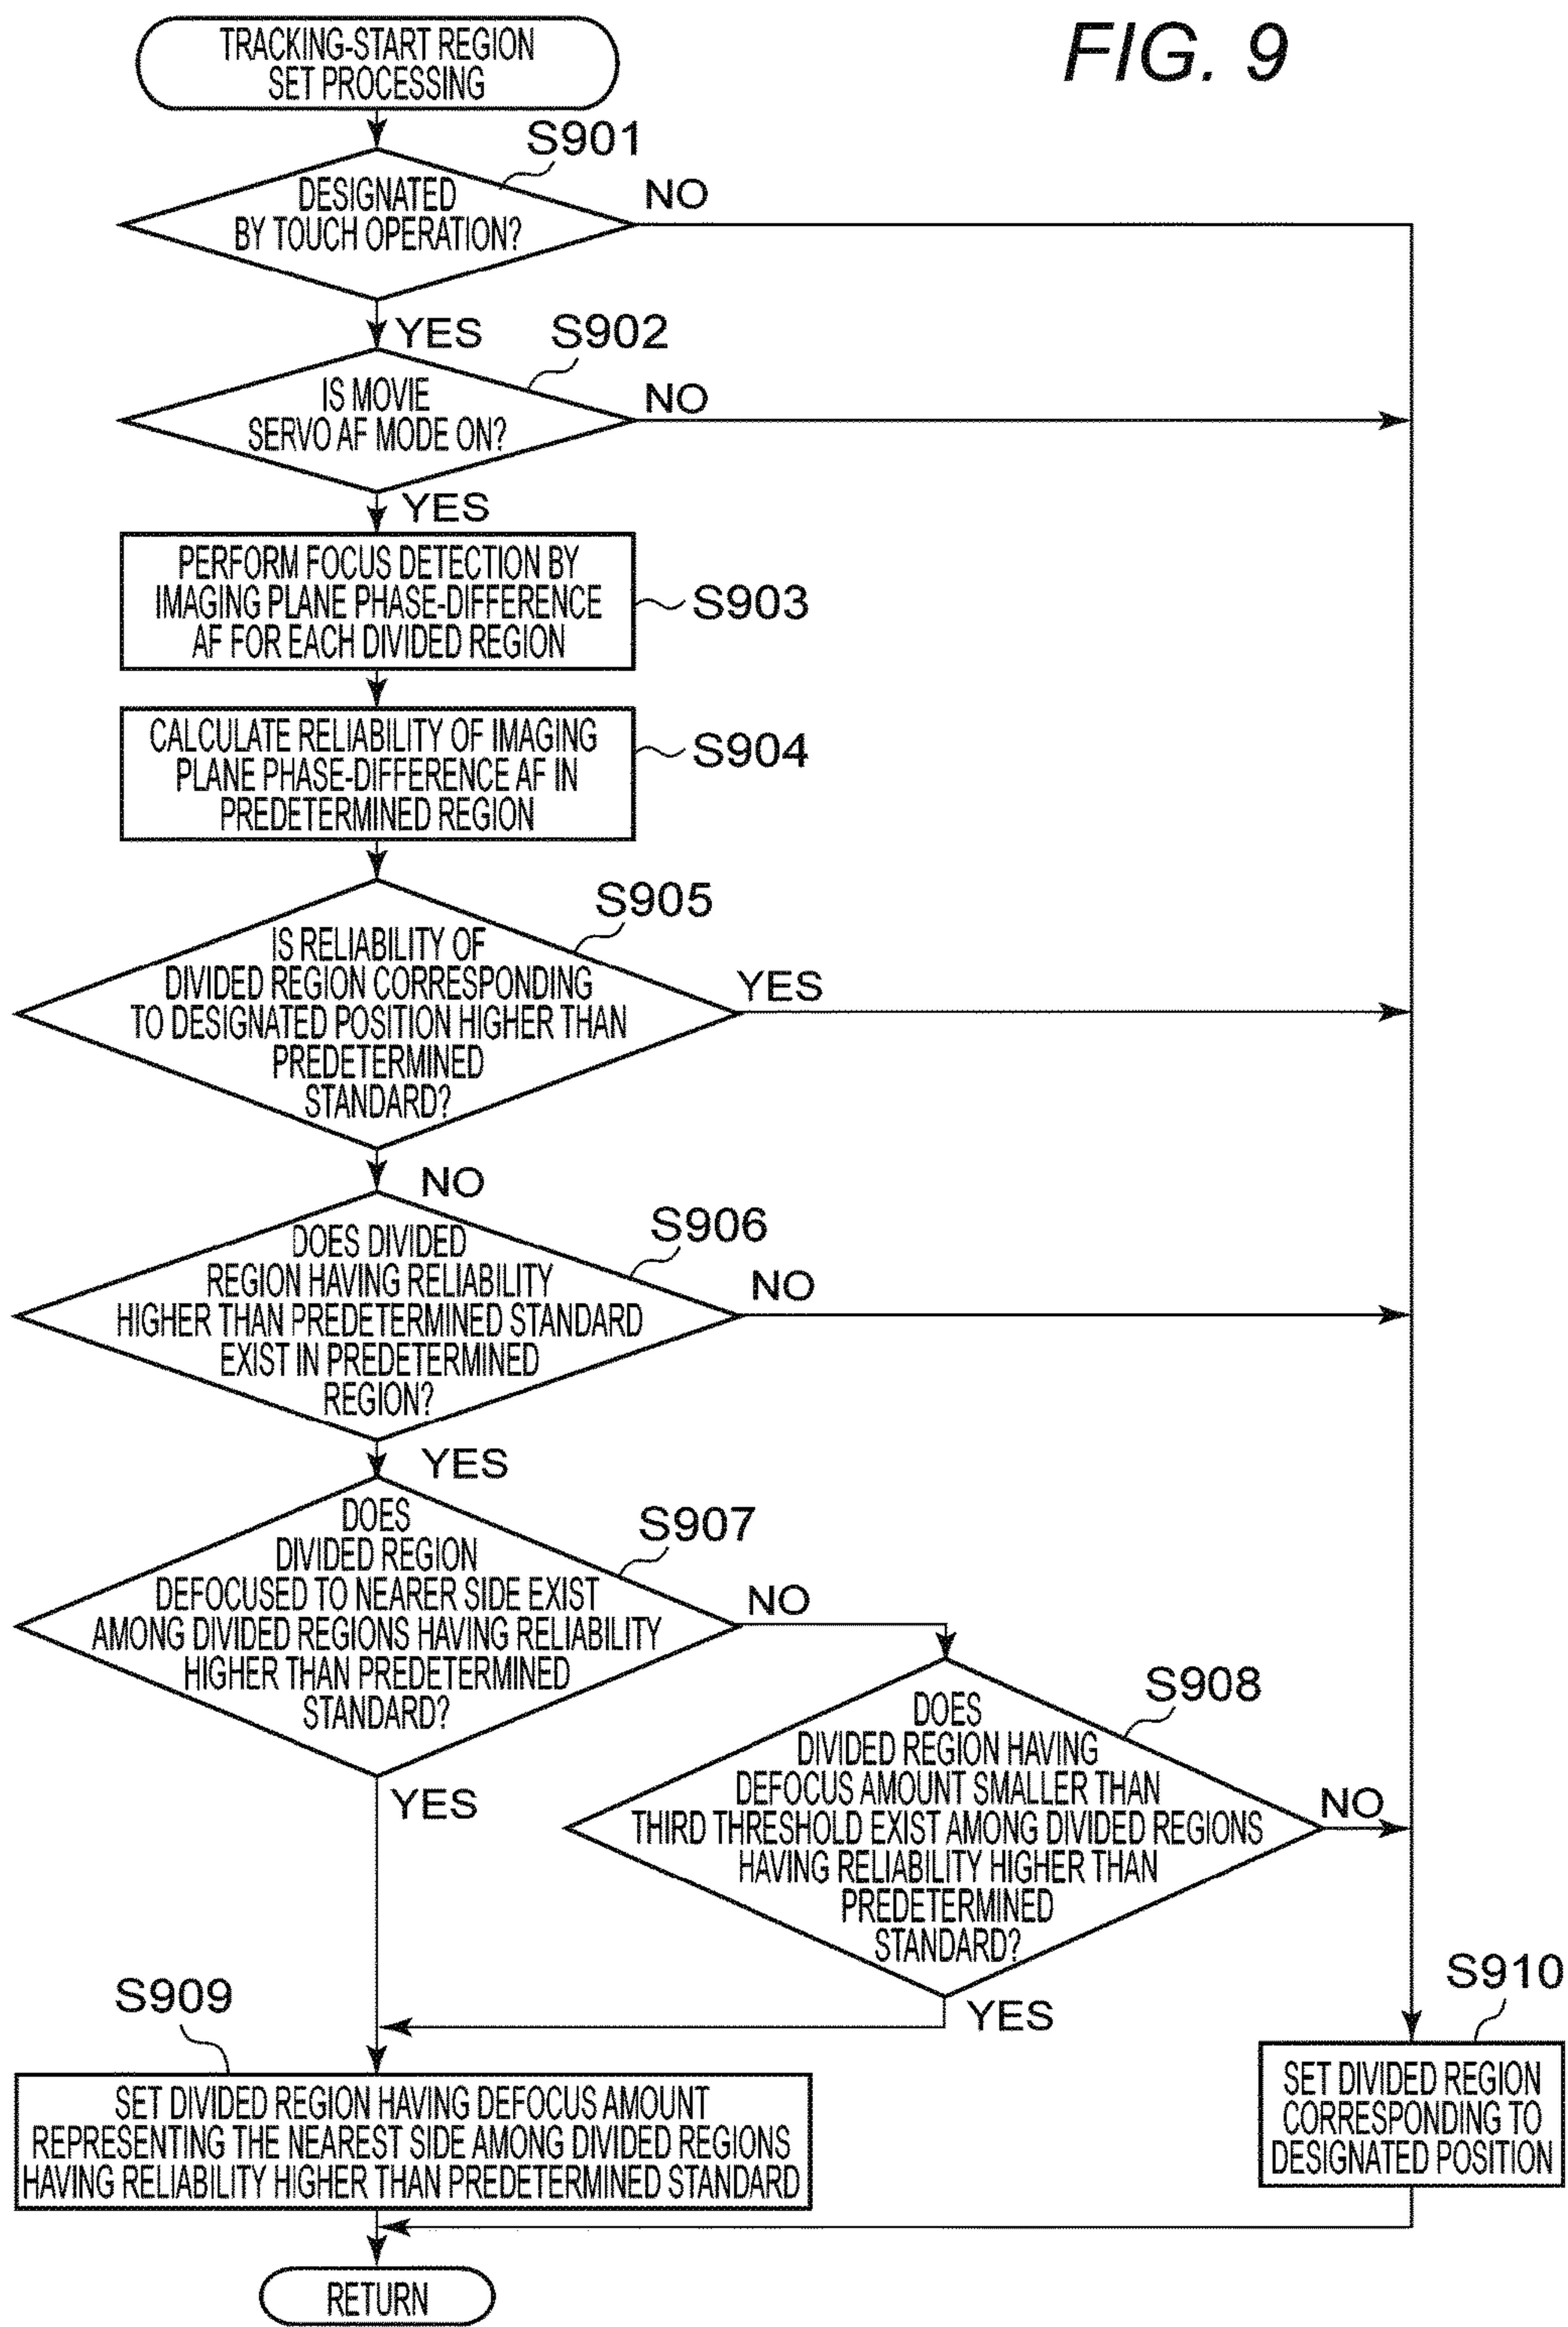 FIG. 9
TRACKING-START REGION
SET PROCESSING
S901
DESIGNATED
BY TOUCH OPERATION?
NO
YES
S902
IS MOVIE
SERVO AF MODE ON?
NO
YES
PERFORM FOCUS DETECTION BY
IMAGING PLANE PHASE-DIFFERENCE
AF FOR EACH DIVIDED REGION
S903
CALCULATE RELIABILITY OF IMAGING
PLANE PHASE-DIFFERENCE AF IN
PREDETERMINED REGION
S904
S905
IS RELIABILITY OF
DIVIDED REGION CORRESPONDING
TO DESIGNATED POSITION HIGHER THAN
PREDETERMINED
STANDARD?
YES
NO
S906
DOES DIVIDED
REGION HAVING RELIABILITY
HIGHER THAN PREDETERMINED STANDARD
EXIST IN PREDETERMINED
REGION?
NO
YES
S907
DOES
DIVIDED REGION
DEFOCUSED TO NEARER SIDE EXIST
AMONG DIVIDED REGIONS HAVING RELIABILITY
HIGHER THAN PREDETERMINED
STANDARD?
NO
YES
S908
DOES
DIVIDED REGION HAVING
DEFOCUS AMOUNT SMALLER THAN
THIRD THRESHOLD EXIST AMONG DIVIDED REGIONS
HAVING RELIABILITY HIGHER THAN
PREDETERMINED
STANDARD?
NO
YES
S909
SET DIVIDED REGION HAVING DEFOCUS AMOUNT
REPRESENTING THE NEAREST SIDE AMONG DIVIDED REGIONS
HAVING RELIABILITY HIGHER THAN PREDETERMINED STANDARD
S910
SET DIVIDED REGION
CORRESPONDING TO
DESIGNATED POSITION
RETURN